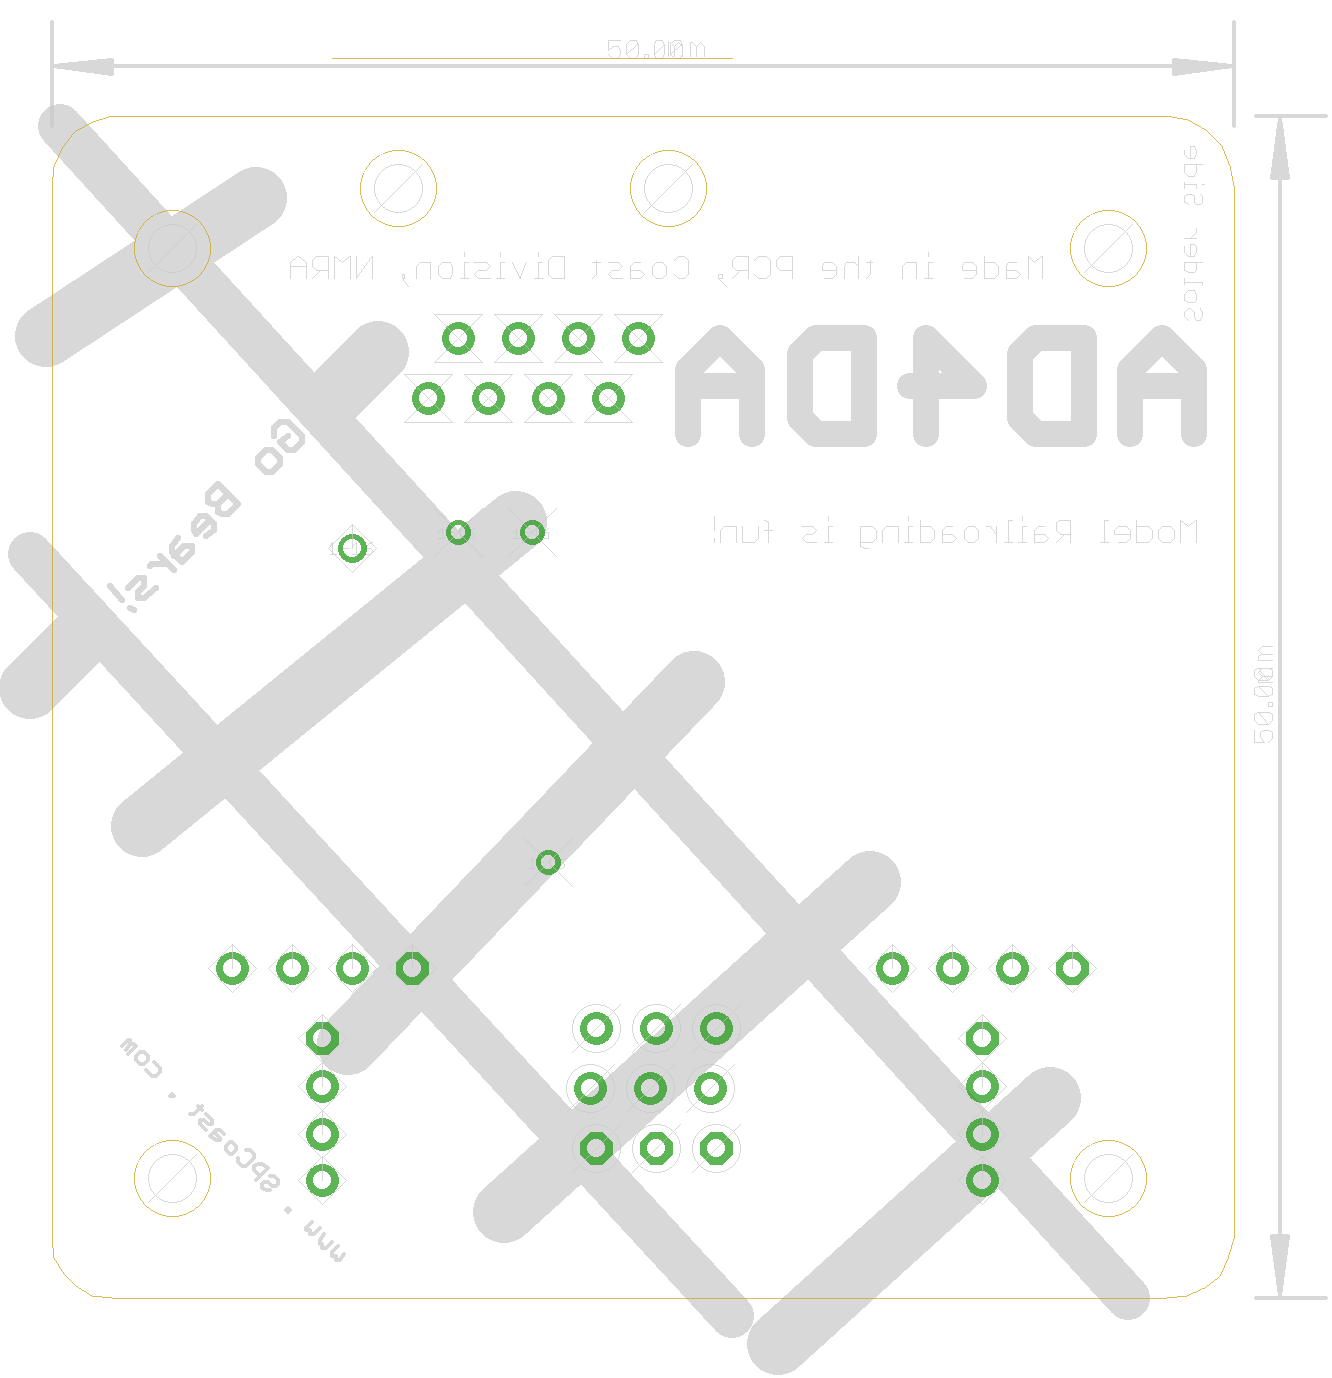 50.00mm
Solder Side
Made in the PCR, Coast Division, NMRA
AD4DA
Go Bears!
Model Railroading is fun!
50.00mm
www . SPCoast . com